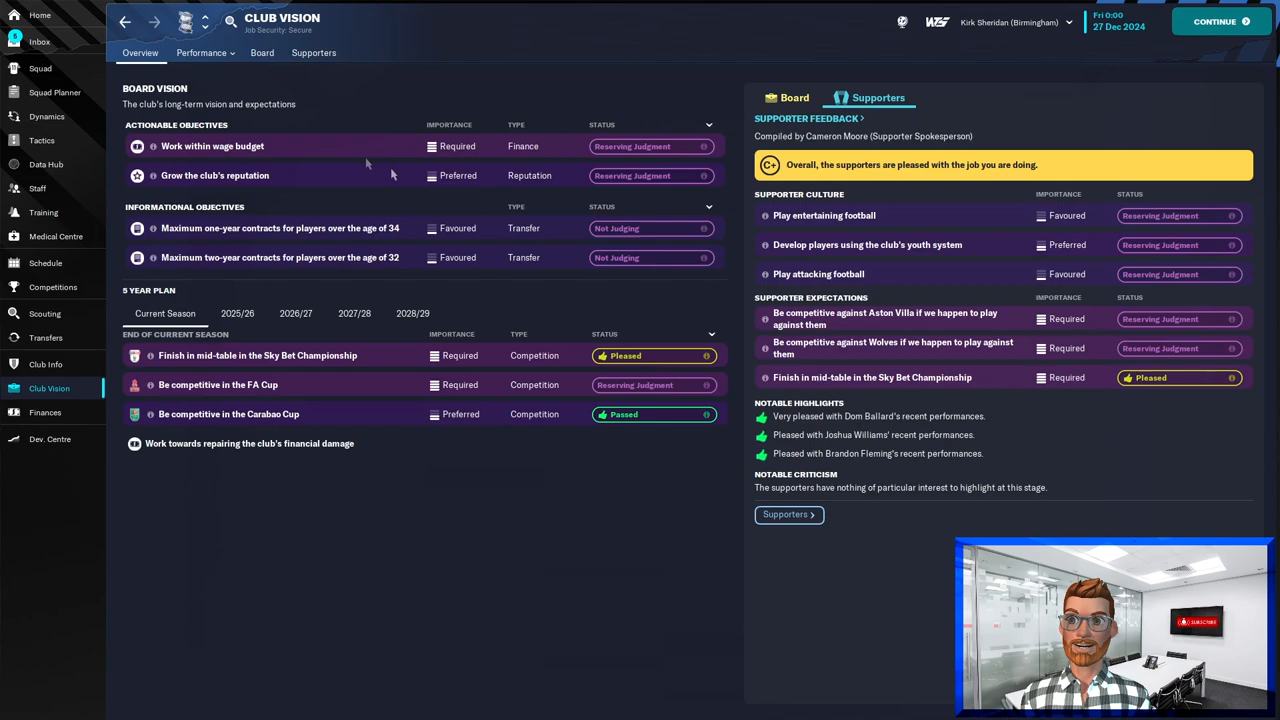 Home
5
Inbox
Squad
Squad Planner
Dynamics
Tactics
Data Hub
Staff
Training
Medical Centre
Schedule
Competitions
Scouting
Transfers
Club Info
Club Vision
Finances
Dev. Centre
CLUB VISION
Job Security: Secure
Kirk Sheridan (Birmingham)
Fri 0:00
27 Dec 2024
CONTINUE
Overview
Performance
Board
Supporters
BOARD VISION
The club's long-term vision and expectations
ACTIONABLE OBJECTIVES IMPORTANCE TYPE STATUS
Work within wage budget Required Finance Reserving Judgment
Grow the club's reputation Preferred Reputation Reserving Judgment
INFORMATIONAL OBJECTIVES TYPE STATUS
Maximum one-year contracts for players over the age of 34 Favoured Transfer Not Judging
Maximum two-year contracts for players over the age of 32 Favoured Transfer Not Judging
5 YEAR PLAN
Current Season 2025/26 2026/27 2027/28 2028/29
END OF CURRENT SEASON IMPORTANCE TYPE STATUS
Finish in mid-table in the Sky Bet Championship Required Competition Pleased
Be competitive in the FA Cup Required Competition Reserving Judgment
Be competitive in the Carabao Cup Preferred Competition Passed
Work towards repairing the club's financial damage
Board Supporters
SUPPORTER FEEDBACK
Compiled by Cameron Moore (Supporter Spokesperson)
C+ Overall, the supporters are pleased with the job you are doing.
SUPPORTER CULTURE IMPORTANCE STATUS
Play entertaining football Favoured Reserving Judgment
Develop players using the club's youth system Preferred Reserving Judgment
Play attacking football Favoured Reserving Judgment
SUPPORTER EXPECTATIONS IMPORTANCE STATUS
Be competitive against Aston Villa if we happen to play
against them Required Reserving Judgment
Be competitive against Wolves if we happen to play against
them Required Reserving Judgment
Finish in mid-table in the Sky Bet Championship Required Pleased
NOTABLE HIGHLIGHTS
Very pleased with Dom Ballard's recent performances.
Pleased with Joshua Williams' recent performances.
Pleased with Brandon Fleming's recent performances.
NOTABLE CRITICISM
The supporters have nothing of particular interest to highlight at this stage.
Supporters
SUBSCRIBE